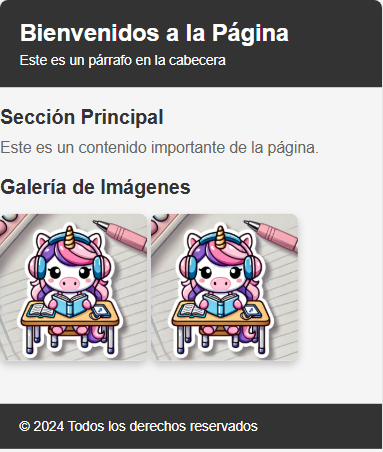 Bienvenidos a la Página
Este es un párrafo en la cabecera
Sección Principal
Este es un contenido importante de la página.
Galería de Imágenes
© 2024 Todos los derechos reservados